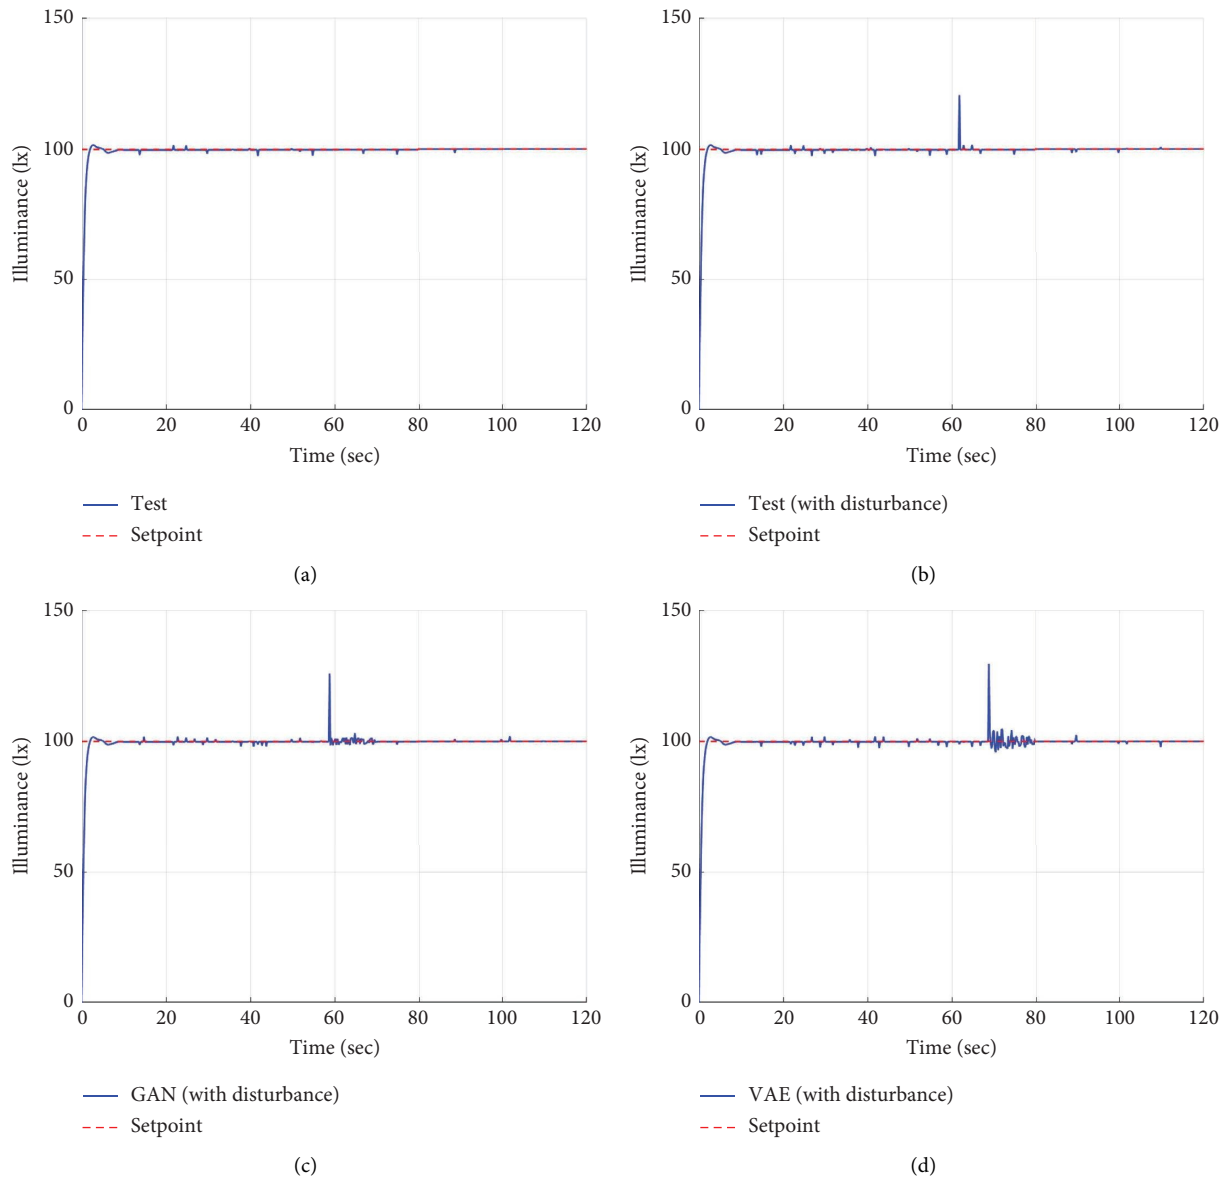 150
100
50
0
Illuminance (lx)
0 20 40 60 80 100 120
Time (sec)
Test
Setpoint
(a)
150
100
50
0
Illuminance (lx)
0 20 40 60 80 100 120
Time (sec)
Test (with disturbance)
Setpoint
(b)
150
100
50
0
Illuminance (lx)
0 20 40 60 80 100 120
Time (sec)
GAN (with disturbance)
Setpoint
(c)
150
100
50
0
Illuminance (lx)
0 20 40 60 80 100 120
Time (sec)
VAE (with disturbance)
Setpoint
(d)